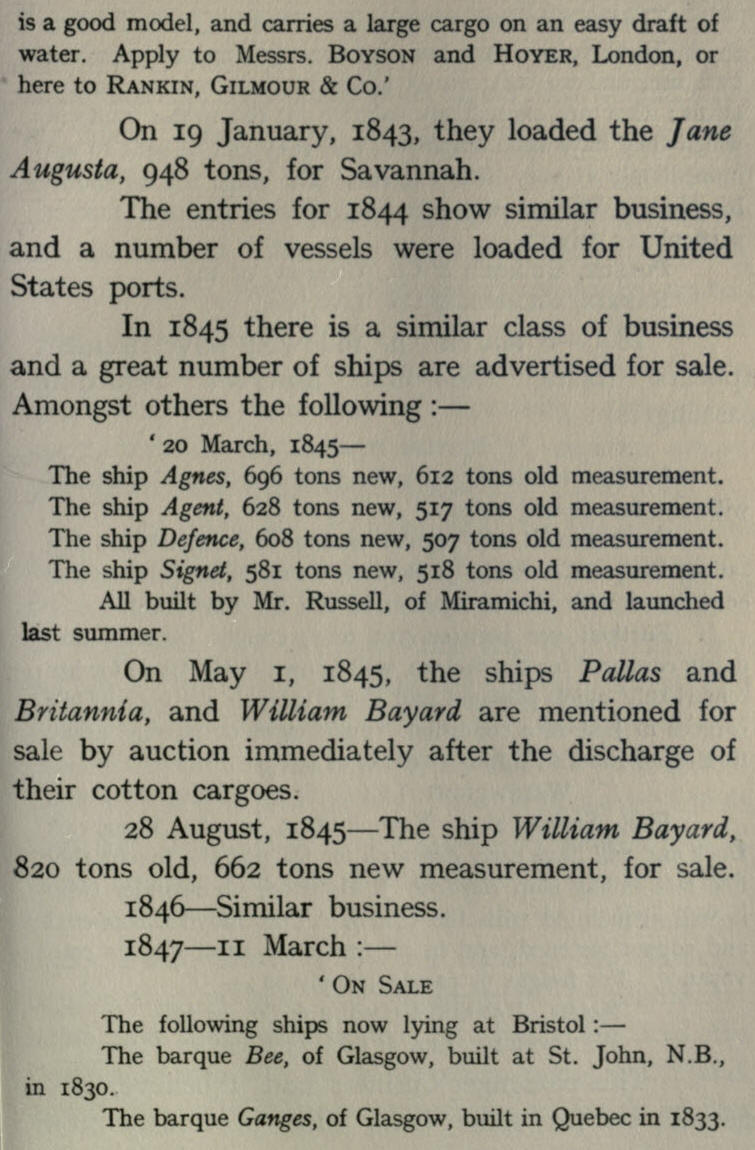 is a good model, and carries a large cargo on an easy draft of
water. Apply to Messrs. BOYSON and HOYER, London, or
here to RANKIN, GILMOUR & Co.'
On 19 January, 1843, they loaded the Jane
Augusta, 948 tons, for Savannah.
The entries for 1844 show similar business,
and a number of vessels were loaded for United
States ports.
In 1845 there is a similar class of business
and a great number of ships are advertised for sale.
Amongst others the following :—
' 20 March, 1845—
The ship Agnes, 696 tons new, 612 tons old measurement.
The ship Agent, 628 tons new, 517 tons old measurement.
The ship Defence, 608 tons new, 507 tons old measurement.
The ship Signet, 581 tons new, 518 tons old measurement.
All built by Mr. Russell, of Miramichi, and launched
last summer.
On May 1, 1845, the ships Pallas and
Britannia, and William Bayard are mentioned for
sale by auction immediately after the discharge of
their cotton cargoes.
28 August, 1845—The ship William Bayard,
820 tons old, 662 tons new measurement, for sale.
1846—Similar business.
1847—11 March :—
' ON SALE
The following ships now lying at Bristol :—
The barque Bee, of Glasgow, built at St. John, N.B.,
in 1830.
The barque Ganges, of Glasgow, built in Quebec in 1833.